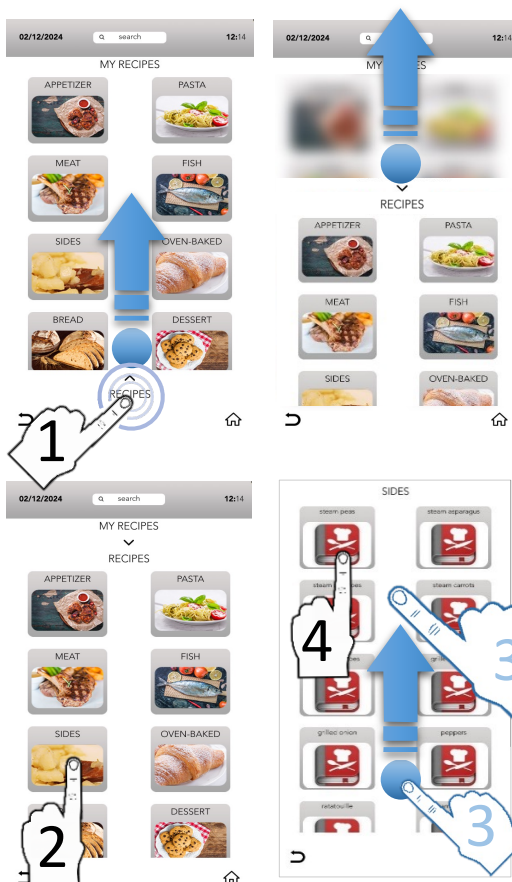 02/12/2024 search 12:14
MY RECIPES
APPETIZER PASTA
MEAT FISH
SIDES OVEN-BAKED
BREAD DESSERT
RECIPES
1
02/12/2024 12:14
RECIPES
APPETIZER PASTA
MEAT FISH
SIDES OVEN-BAKED
02/12/2024 search 12:14
MY RECIPES
RECIPES
APPETIZER PASTA
MEAT FISH
SIDES OVEN-BAKED
DESSERT
2
SIDES
steam peas steam asparagus
steam steam carrots
4
3
grilled onion peppers
ratatouille
3